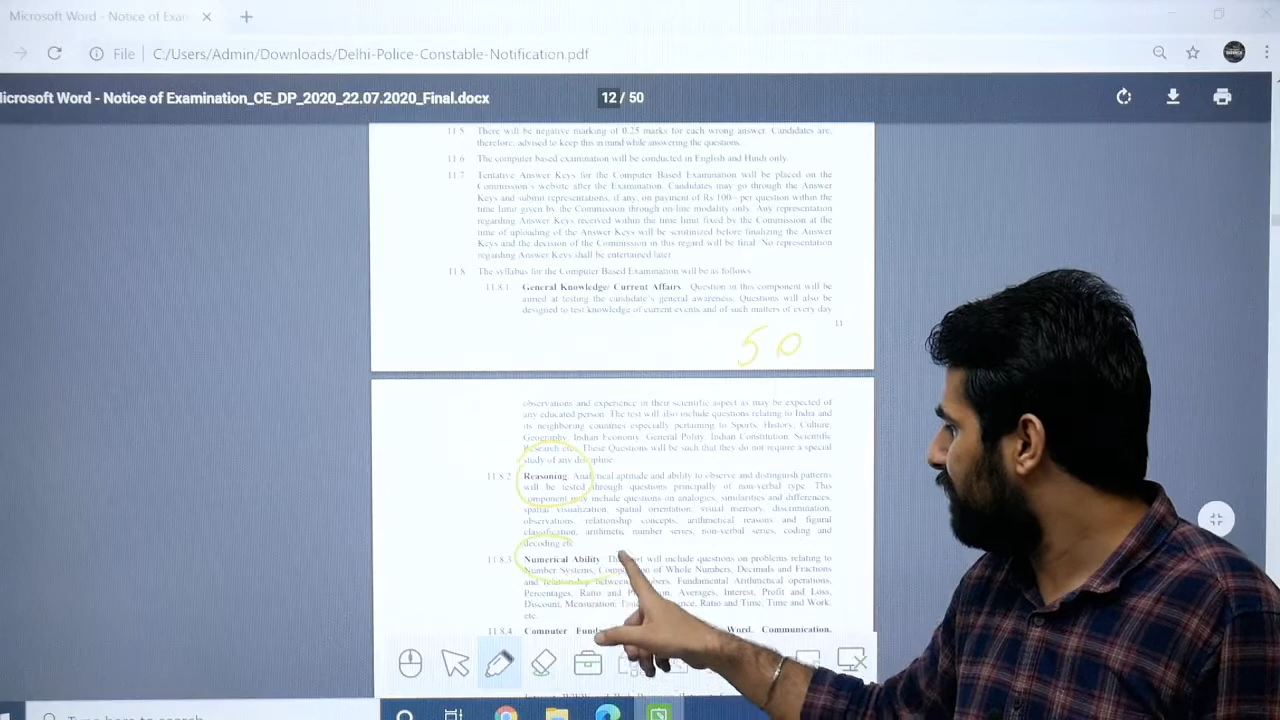 Microsoft Word - Notice of Exan
File
C:/Users/Admin/Downloads/Delhi-Police-Constable-Notification.pdf
icrosoft Word - Notice of Examination_CE_DP_2020_22.07.2020_Final.docx
12 / 50
11.5 There will be negative marking of 0.25 marks for each wrong answer. Candidates are,
therefore, advised to keep this in mind while answering the questions.
11.6 The computer based examination will be conducted in English and Hindi only.
11.7 Tentative Answer Keys for the Computer Based Examination will be placed on the
Commission's website after the Examination. Candidates may go through the Answer
Keys and submit representations, if any, on payment of Rs 100/- per question within the
time limit given by the Commission through on-line modality only. Any representation
regarding Answer Keys received within the time limit fixed by the Commission at the
time of uploading of the Answer Keys will be scrutinized before finalizing the Answer
Keys and the decision of the Commission in this regard will be final. No representation
regarding Answer Keys shall be entertained later.
11.8 The syllabus for the Computer Based Examination will be as follows
11.8.1 General Knowledge/ Current Affairs. Question in this component will be
aimed at testing the candidate's general awareness. Questions will also be
designed to test knowledge of current events and of such matters of every day
11
50
observations and experience in their scientific aspect as may be expected of
any educated person. The test will also include questions relating to India and
its neighboring countries especially pertaining to Sports, History, Culture,
Geography, Indian Economy, General Polity, Indian Constitution, Scientific
Research etc. These Questions will be such that they do not require a special
study of any discipline.
11.8.2 Reasoning. Analytical aptitude and ability to observe and distinguish patterns
will be tested through questions principally of non-verbal type. This
component may include questions on analogies, similarities and differences,
spatial visualization, spatial orientation, visual memory, discrimination,
observations, relationship concepts, arithmetical reasons and figural
classification, arithmetic number series, non-verbal series, coding and
decoding etc
11.8.3 Numerical Ability. will include questions on problems relating to
Number Systems, of Whole Numbers, Decimals and Fractions
and relationship between Fundamental Arithmetical operations,
Percentages, Ratio and Averages, Interest, Profit and Loss,
Discount, Mensuration, Ratio and Time, Time and Work,
etc.
11.8.4 Computer Word, Communication,
Type here to search